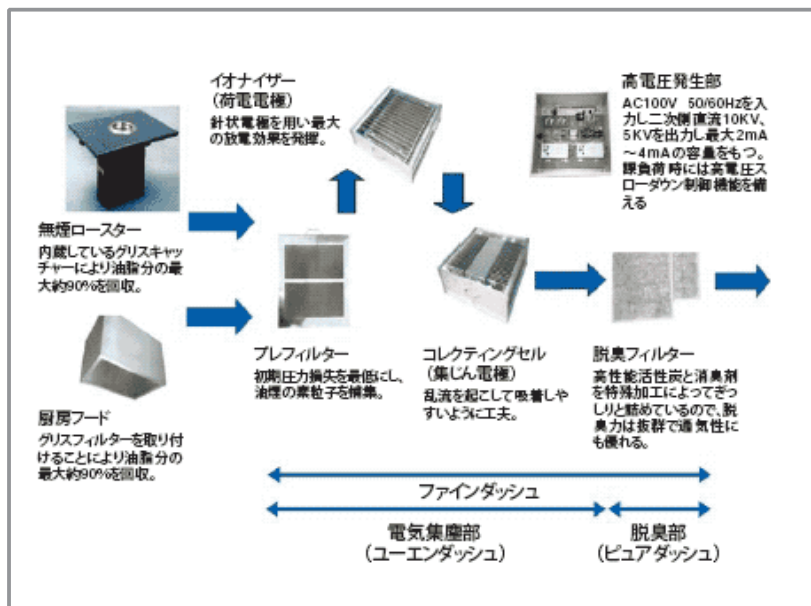 イオナイザー
(荷電電極)
針状電極を用い最大
の放電効果を発揮。
高電圧発生部
AC100V 50/60Hzを入
力し二次側直流10KV、
5KVを出力し最大2mA
～4mAの容量をもつ。
課負荷時には高電圧ス
ローダウン制御機能を備
える
無煙ロースター
内蔵しているグリスキャッ
チャーにより油脂分の最
大約90%を回収。
プレフィルター
初期圧力損失を最低にし、
油煙の素粒子を捕集。
コレクティングセル
(集じん電極)
乱流を起こして吸着しや
すいように工夫。
脱臭フィルター
高性能活性炭と消臭剤
を特殊加工によってぎっ
しりと詰めているので、脱
臭力は抜群で通気性に
も優れる。
厨房フード
グリスフィルターを取り付
けることにより油脂分の
最大約90%を回収。
ファインダッシュ
電気集塵部
(ユーエンダッシュ)
脱臭部
(ピュアダッシュ)